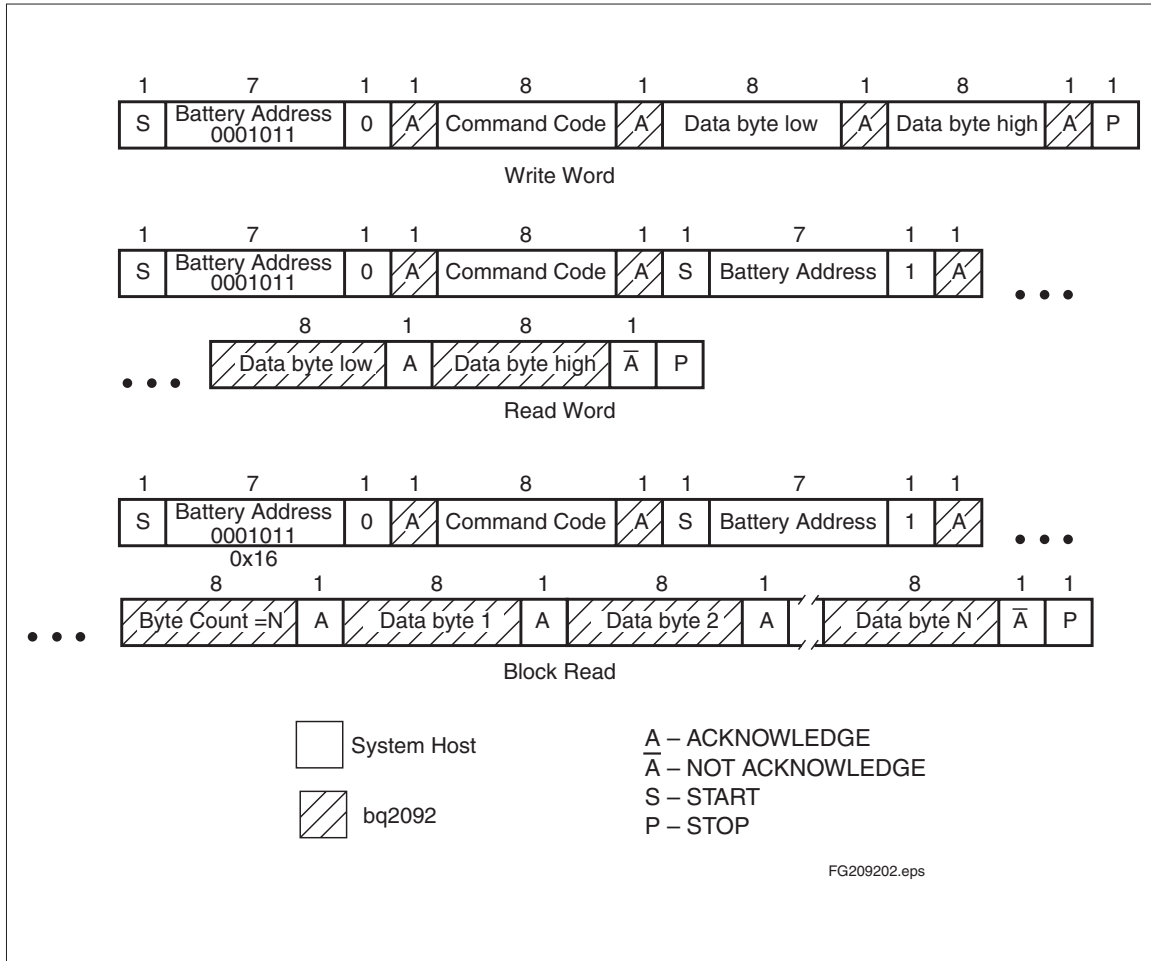 1 7 1 1 8 1 8 1 8 1 1
S Battery Address 0001011 0 A Command Code A Data byte low A Data byte high A P
Write Word
1 7 1 1 8 1 1 7 1 1
S Battery Address 0001011 0 A Command Code A S Battery Address 1 A • • •
8 1 8 1
• • • Data byte low A Data byte high A̅ P
Read Word
1 7 1 1 8 1 1 7 1 1
S Battery Address 0001011 0 A Command Code A S Battery Address 1 A • • •
0x16
8 1 8 1 8 1 8 1 1
• • • Byte Count =N A Data byte 1 A Data byte 2 A Data byte N A̅ P
Block Read
System Host
bq2092
A – ACKNOWLEDGE
A̅ – NOT ACKNOWLEDGE
S – START
P – STOP
FG209202.eps